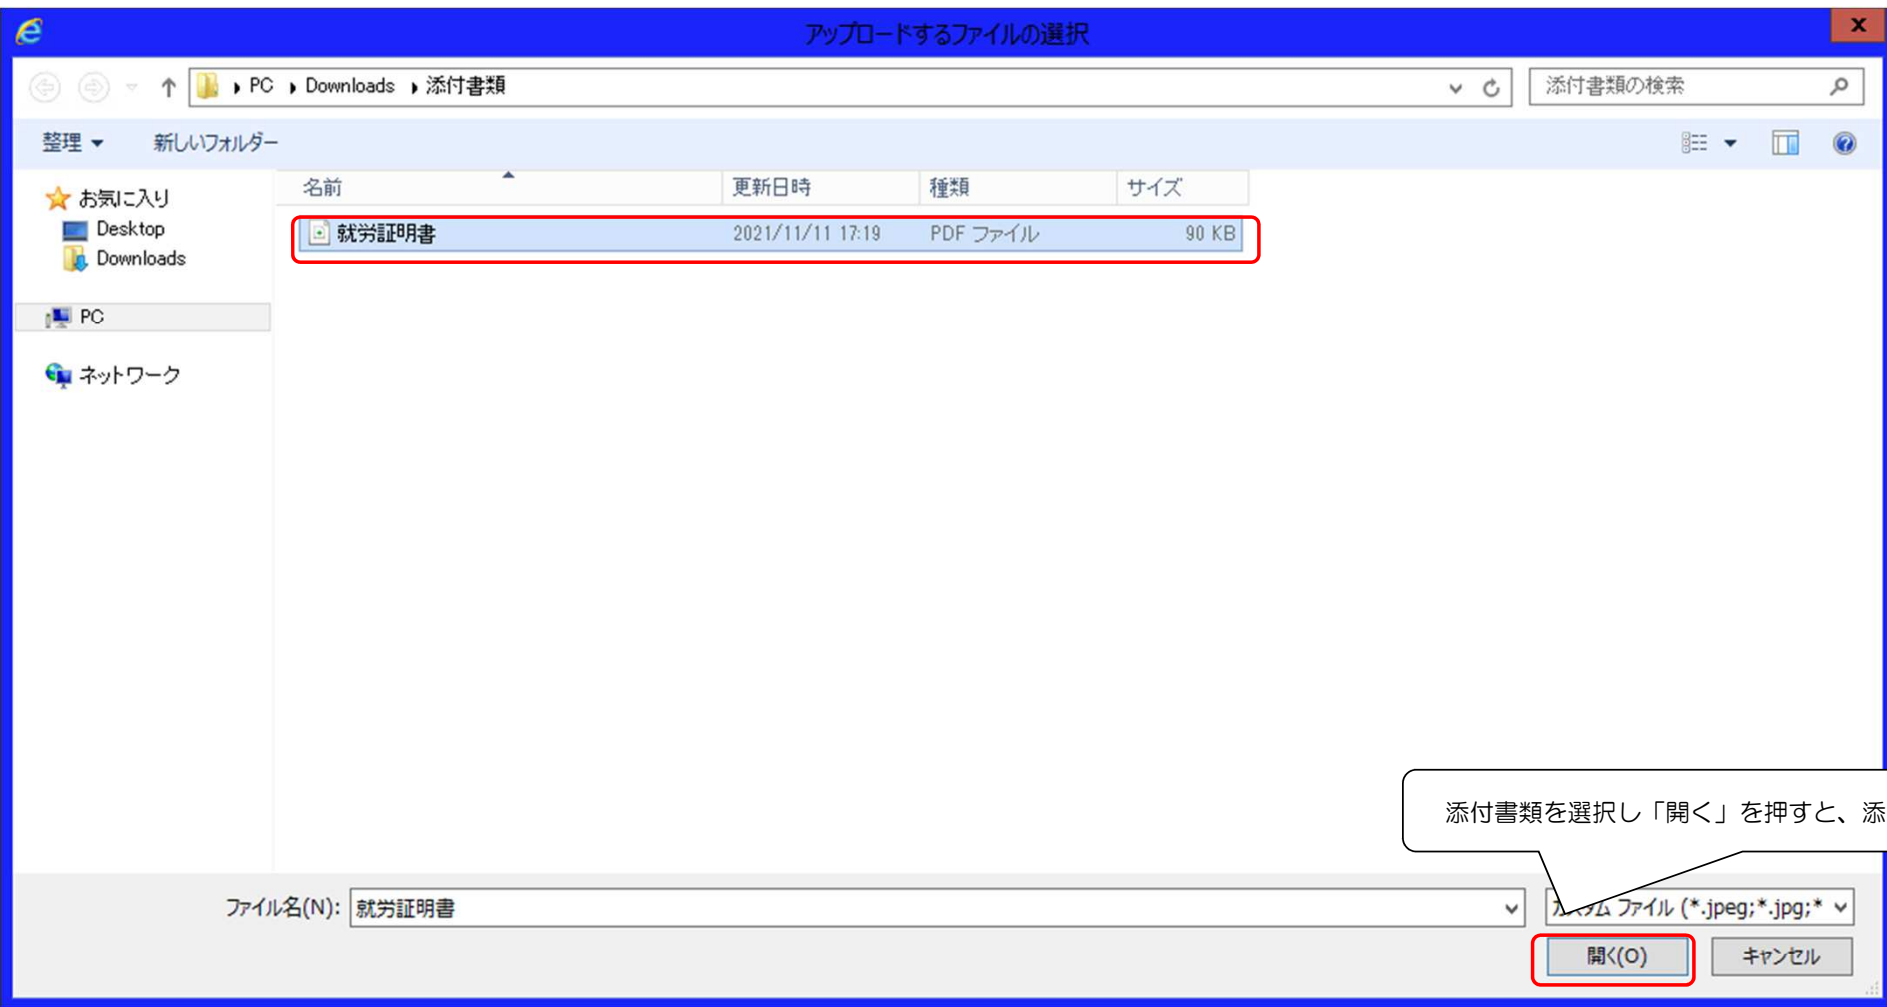 アップロードするファイルの選択
x
PC Downloads 添付書類
添付書類の検索
整理
新しいフォルダー
お気に入り
Desktop
Downloads
PC
ネットワーク
名前 更新日時 種類 サイズ
就労証明書 2021/11/11 17:19 PDF ファイル 90 KB
添付書類を選択し「開く」を押すと、添
ファイル名(N): 就労証明書
ファイル (*.jpeg;*.jpg;*
開く(O)
キャンセル